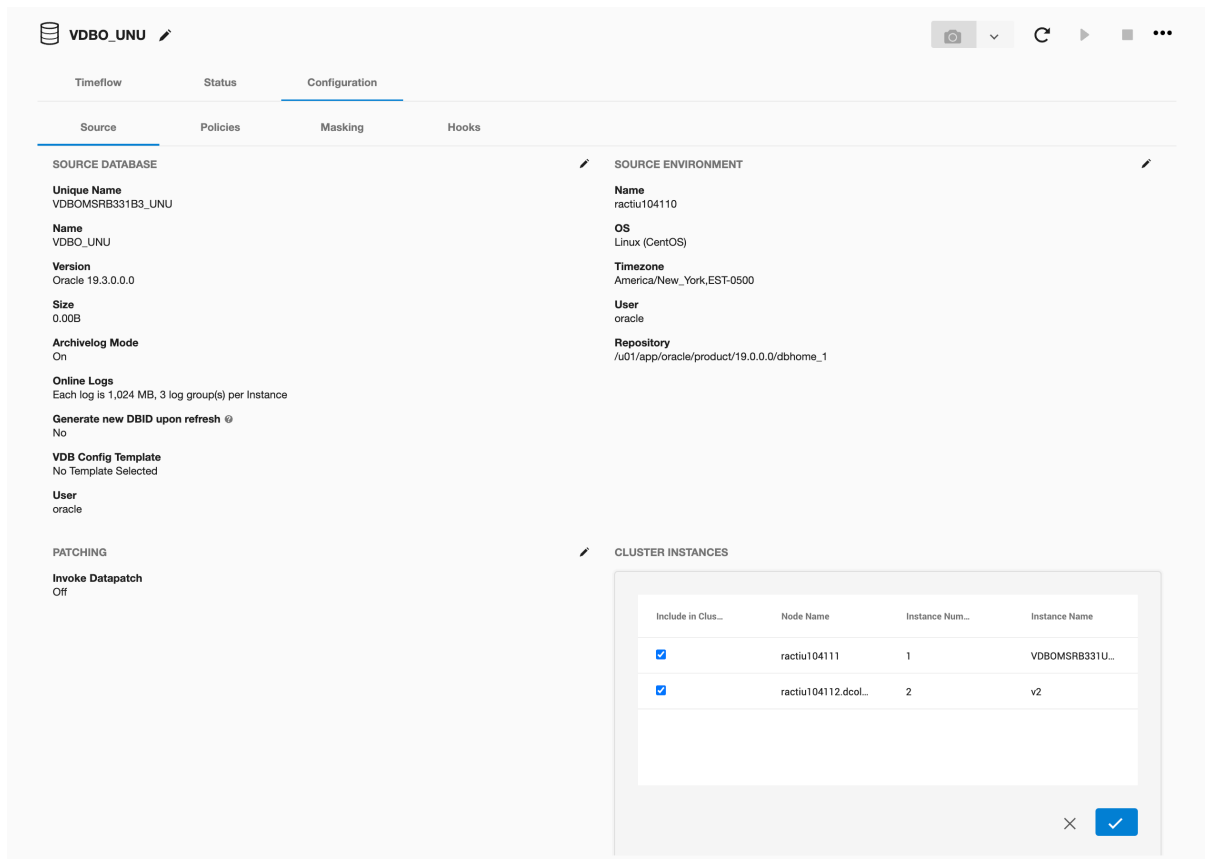 VDBO_UNU
Timeflow Status Configuration
Source Policies Masking Hooks
SOURCE DATABASE
Unique Name
VDBOMSRB331B3_UNU
Name
VDBO_UNU
Version
Oracle 19.3.0.0.0
Size
0.00B
Archivelog Mode
On
Online Logs
Each log is 1,024 MB, 3 log group(s) per Instance
Generate new DBID upon refresh
No
VDB Config Template
No Template Selected
User
oracle
SOURCE ENVIRONMENT
Name
ractiu104110
OS
Linux (CentOS)
Timezone
America/New_York,EST-0500
User
oracle
Repository
/u01/app/oracle/product/19.0.0.0/dbhome_1
PATCHING
Invoke Datapatch
Off
CLUSTER INSTANCES
Include in Clus... Node Name Instance Num... Instance Name
ractiu104111 1 VDBOMSRB331U...
ractiu104112.dcol... 2 v2